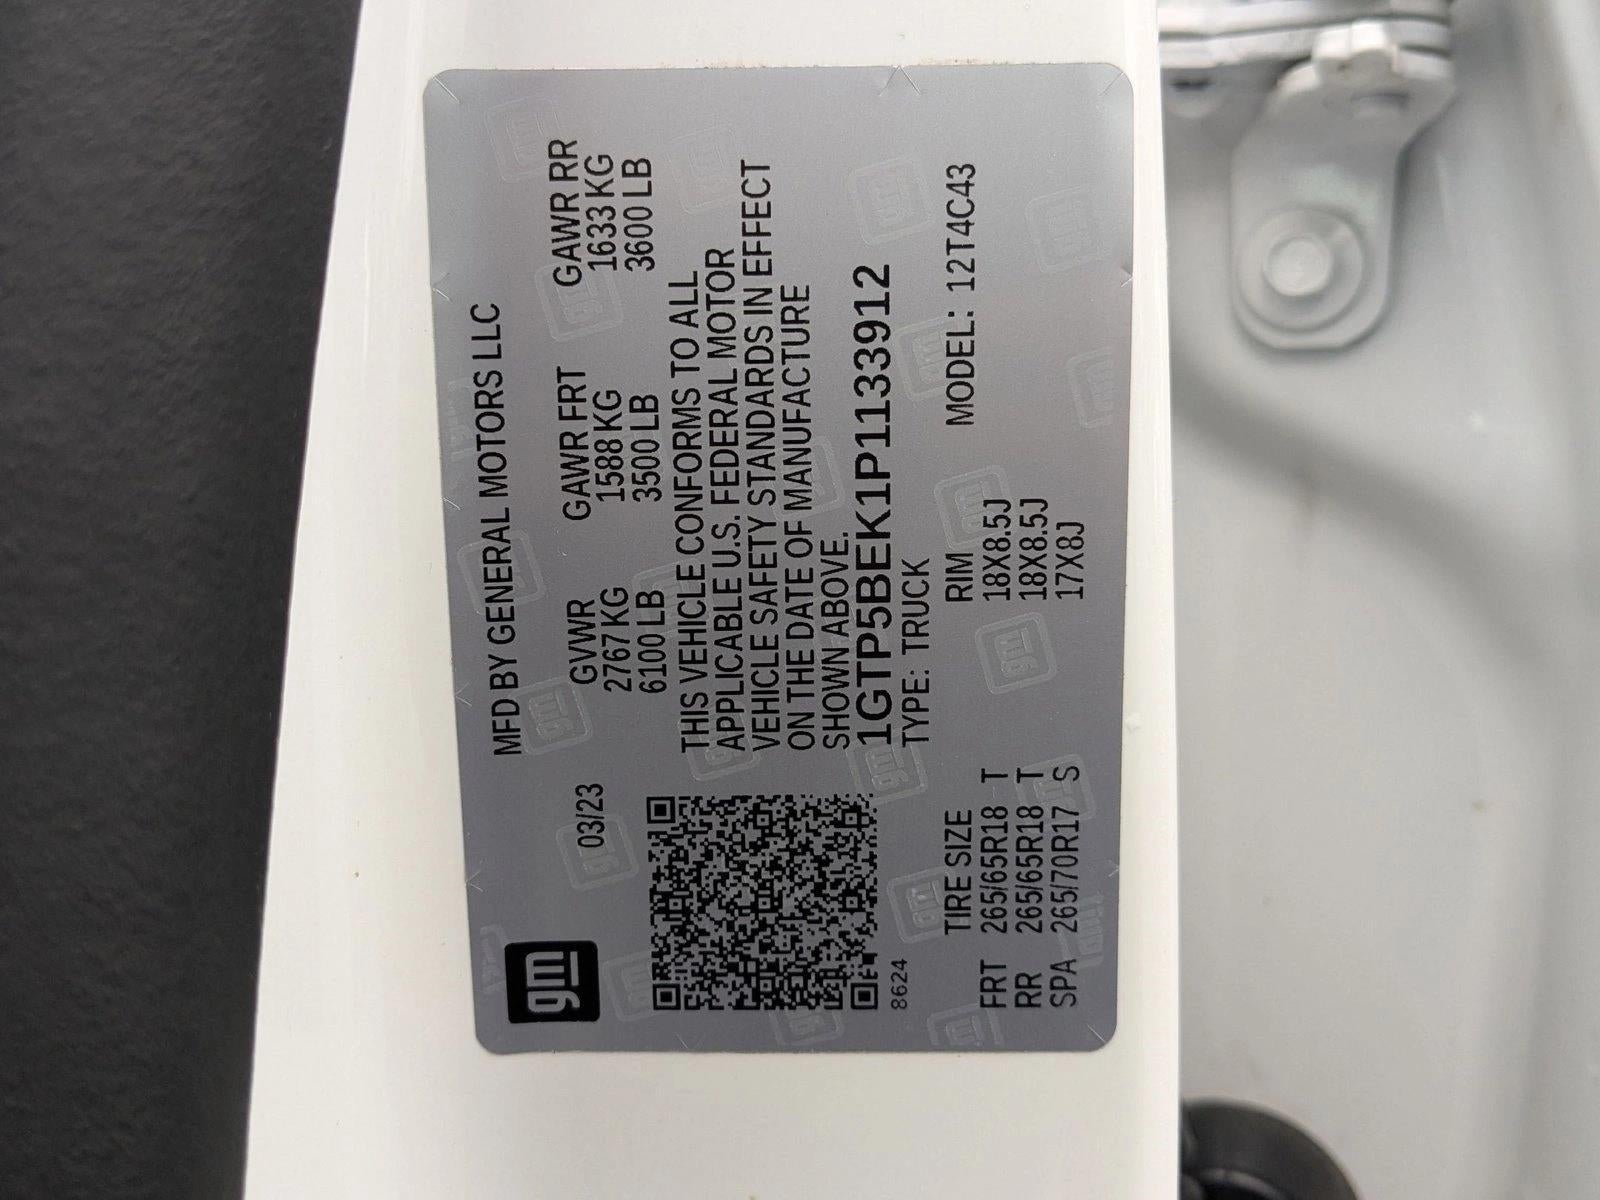 gm
MFD BY GENERAL MOTORS LLC
03/23
GVWR GAWR FRT GAWR RR
2767 KG 1588 KG 1633 KG
6100 LB 3500 LB 3600 LB
THIS VEHICLE CONFORMS TO ALL
APPLICABLE U.S. FEDERAL MOTOR
VEHICLE SAFETY STANDARDS IN EFFECT
ON THE DATE OF MANUFACTURE
SHOWN ABOVE.
1GTP5BEK1P1133912
8624
TYPE: TRUCK
TIRE SIZE RIM MODEL: 12T4C43
FRT 265/65R18 T 18X8.5J
RR 265/65R18 T 18X8.5J
SPA 265/70R17 S 17X8J